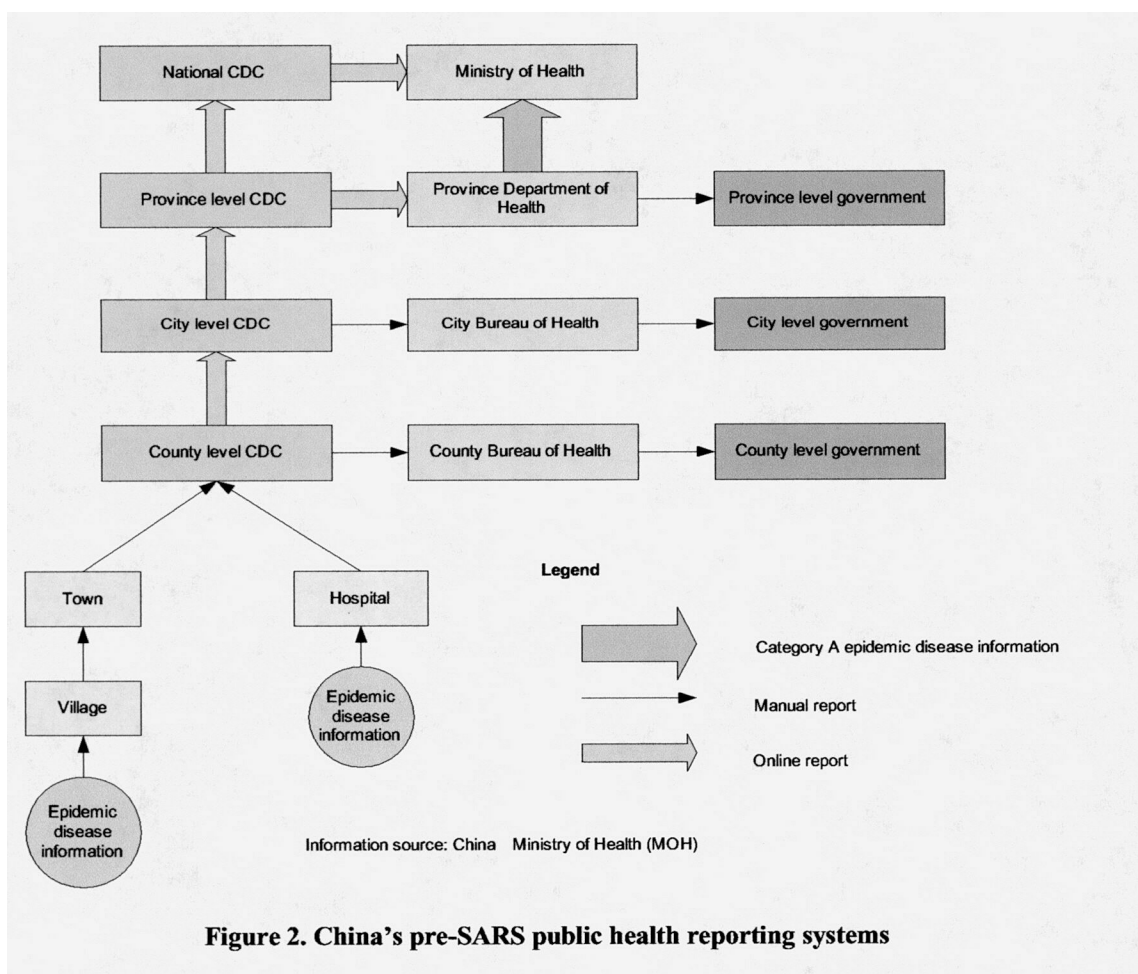 National CDC
Ministry of Health
Province level CDC
Province Department of
Health
Province level government
City level CDC
City Bureau of Health
City level government
County level CDC
County Bureau of Health
County level government
Town
Hospital
Village
Epidemic
disease
information
Epidemic
disease
information
Legend
Category A epidemic disease information
Manual report
Online report
Information source: China Ministry of Health (MOH)
Figure 2. China's pre-SARS public health reporting systems